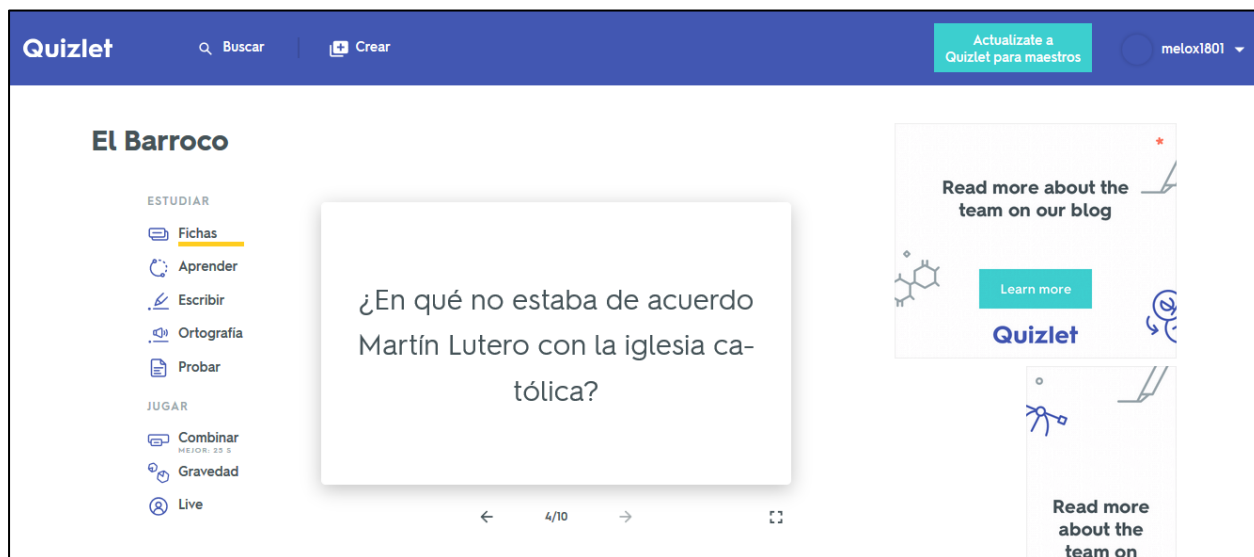 Quizlet
Buscar
Crear
Actualízate a
Quizlet para maestros
melox1801
El Barroco
ESTUDIAR
Fichas
Aprender
Escribir
Ortografía
Probar
JUGAR
Combinar
MEJOR: 25 S
Gravedad
Live
¿En qué no estaba de acuerdo
Martín Lutero con la iglesia ca-
tólica?
4/10
Read more about the
team on our blog
Learn more
Quizlet
Read more
about the
team on